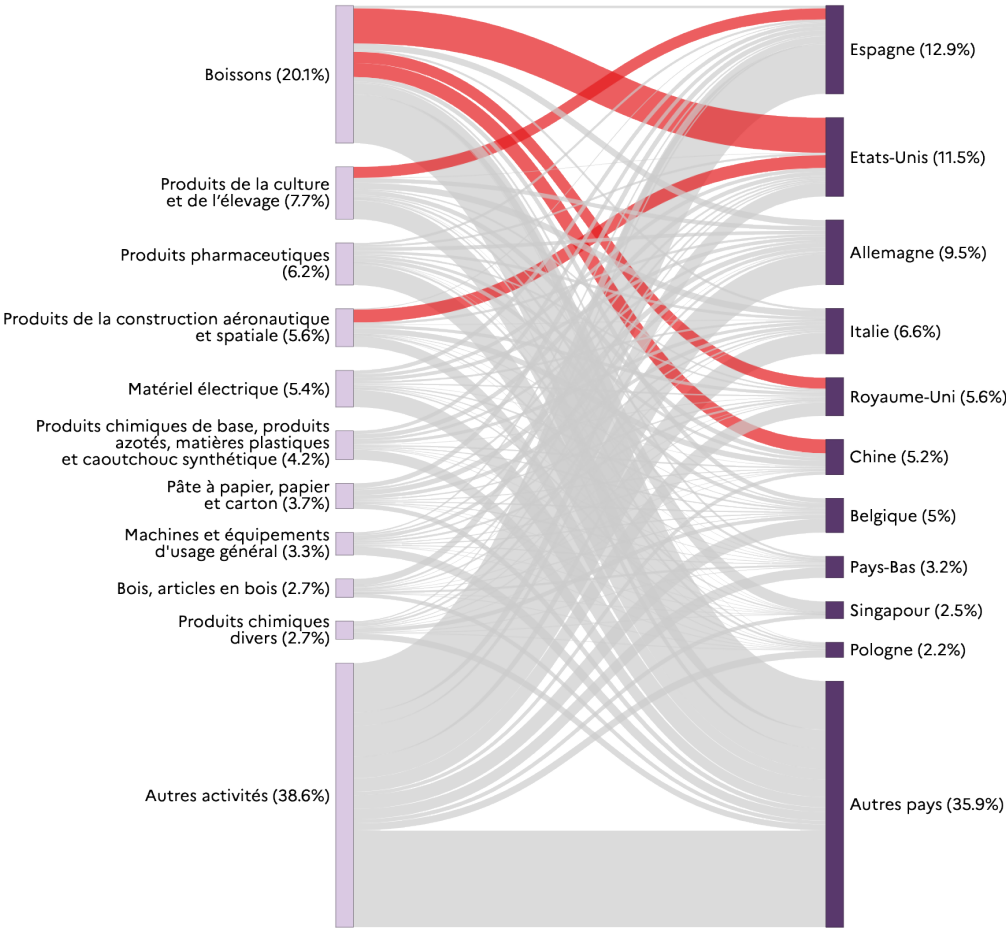 Boissons (20.1%)
Produits de la culture
et de l’élevage (7.7%)
Produits pharmaceutiques
(6.2%)
Produits de la construction aéronautique
et spatiale (5.6%)
Matériel électrique (5.4%)
Produits chimiques de base, produits
azotés, matières plastiques
et caoutchouc synthétique (4.2%)
Pâte à papier, papier
et carton (3.7%)
Machines et équipements
d'usage général (3.3%)
Bois, articles en bois (2.7%)
Produits chimiques
divers (2.7%)
Autres activités (38.6%)
Espagne (12.9%)
Etats-Unis (11.5%)
Allemagne (9.5%)
Italie (6.6%)
Royaume-Uni (5.6%)
Chine (5.2%)
Belgique (5%)
Pays-Bas (3.2%)
Singapour (2.5%)
Pologne (2.2%)
Autres pays (35.9%)